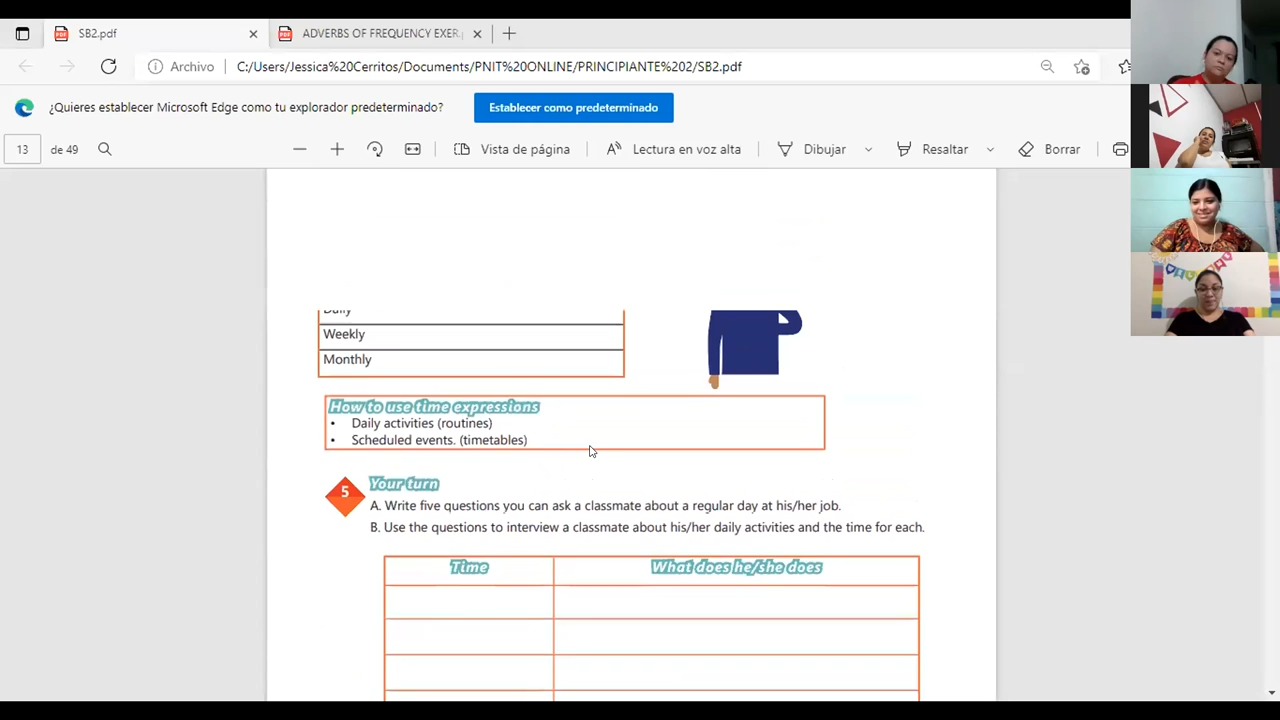 SB2.pdf
ADVERBS OF FREQUENCY EXER
Archivo
C:/Users/Jessica%20Cerritos/Documents/PNIT%20ONLINE/PRINCIPIANTE%202/SB2.pdf
¿Quieres establecer Microsoft Edge como tu explorador predeterminado?
Establecer como predeterminado
13 de 49
Vista de página
Lectura en voz alta
Dibujar
Resaltar
Borrar
Daily
Weekly
Monthly
How to use time expressions
• Daily activities (routines)
• Scheduled events. (timetables)
5 Your turn
A. Write five questions you can ask a classmate about a regular day at his/her job.
B. Use the questions to interview a classmate about his/her daily activities and the time for each.
Time What does he/she does